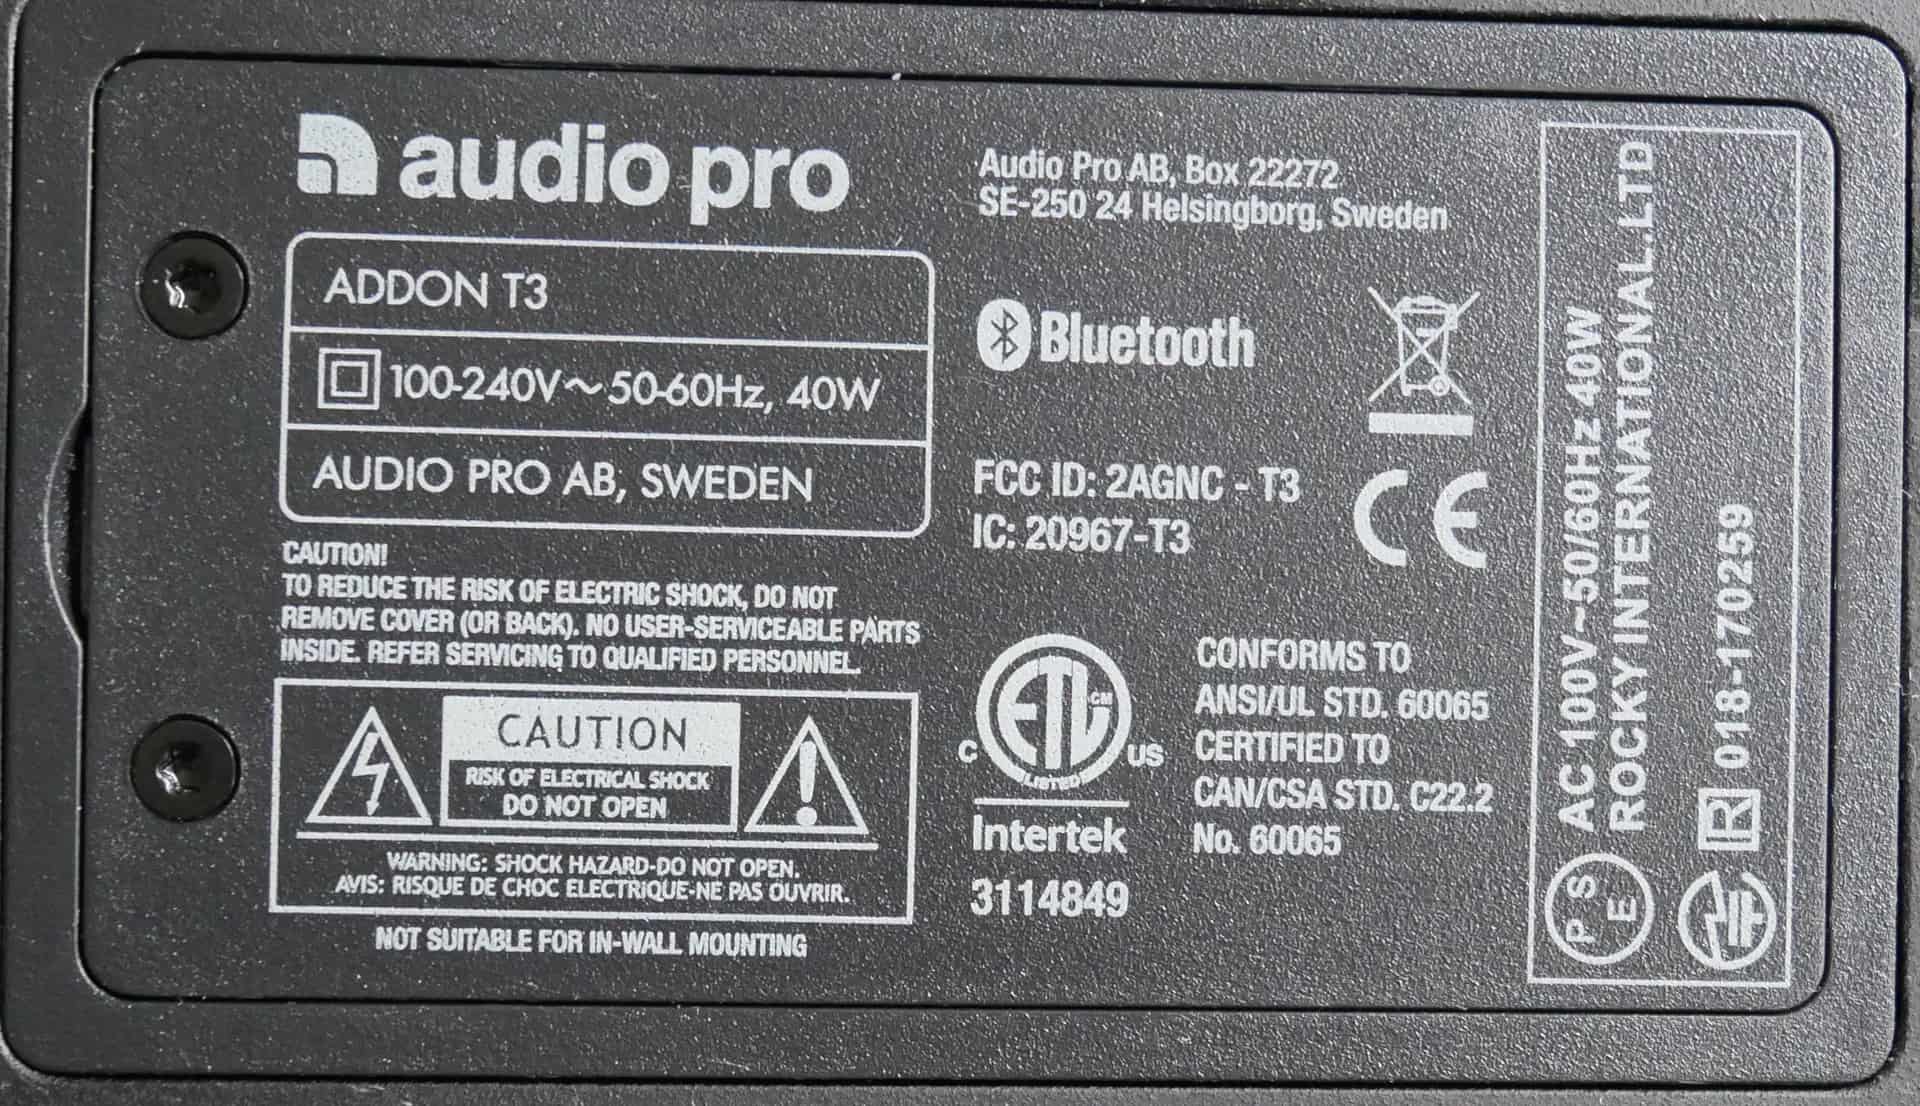 audio pro
ADDON T3
100-240V～50-60Hz, 40W
AUDIO PRO AB, SWEDEN
CAUTION!
TO REDUCE THE RISK OF ELECTRIC SHOCK, DO NOT
REMOVE COVER (OR BACK). NO USER-SERVICEABLE PARTS
INSIDE. REFER SERVICING TO QUALIFIED PERSONNEL.
CAUTION
RISK OF ELECTRICAL SHOCK
DO NOT OPEN
WARNING: SHOCK HAZARD-DO NOT OPEN.
AVIS: RISQUE DE CHOC ELECTRIQUE-NE PAS OUVRIR.
NOT SUITABLE FOR IN-WALL MOUNTING
Audio Pro AB, Box 22272
SE-250 24 Helsingborg, Sweden
Bluetooth
FCC ID: 2AGNC - T3
IC: 20967-T3
CE
C ETL CM US
LISTED
Intertek
3114849
CONFORMS TO
ANSI/UL STD. 60065
CERTIFIED TO
CAN/CSA STD. C22.2
No. 60065
PSE
AC 100V~50/60Hz 40W
ROCKY INTERNATIONAL.LTD
R 018-170259